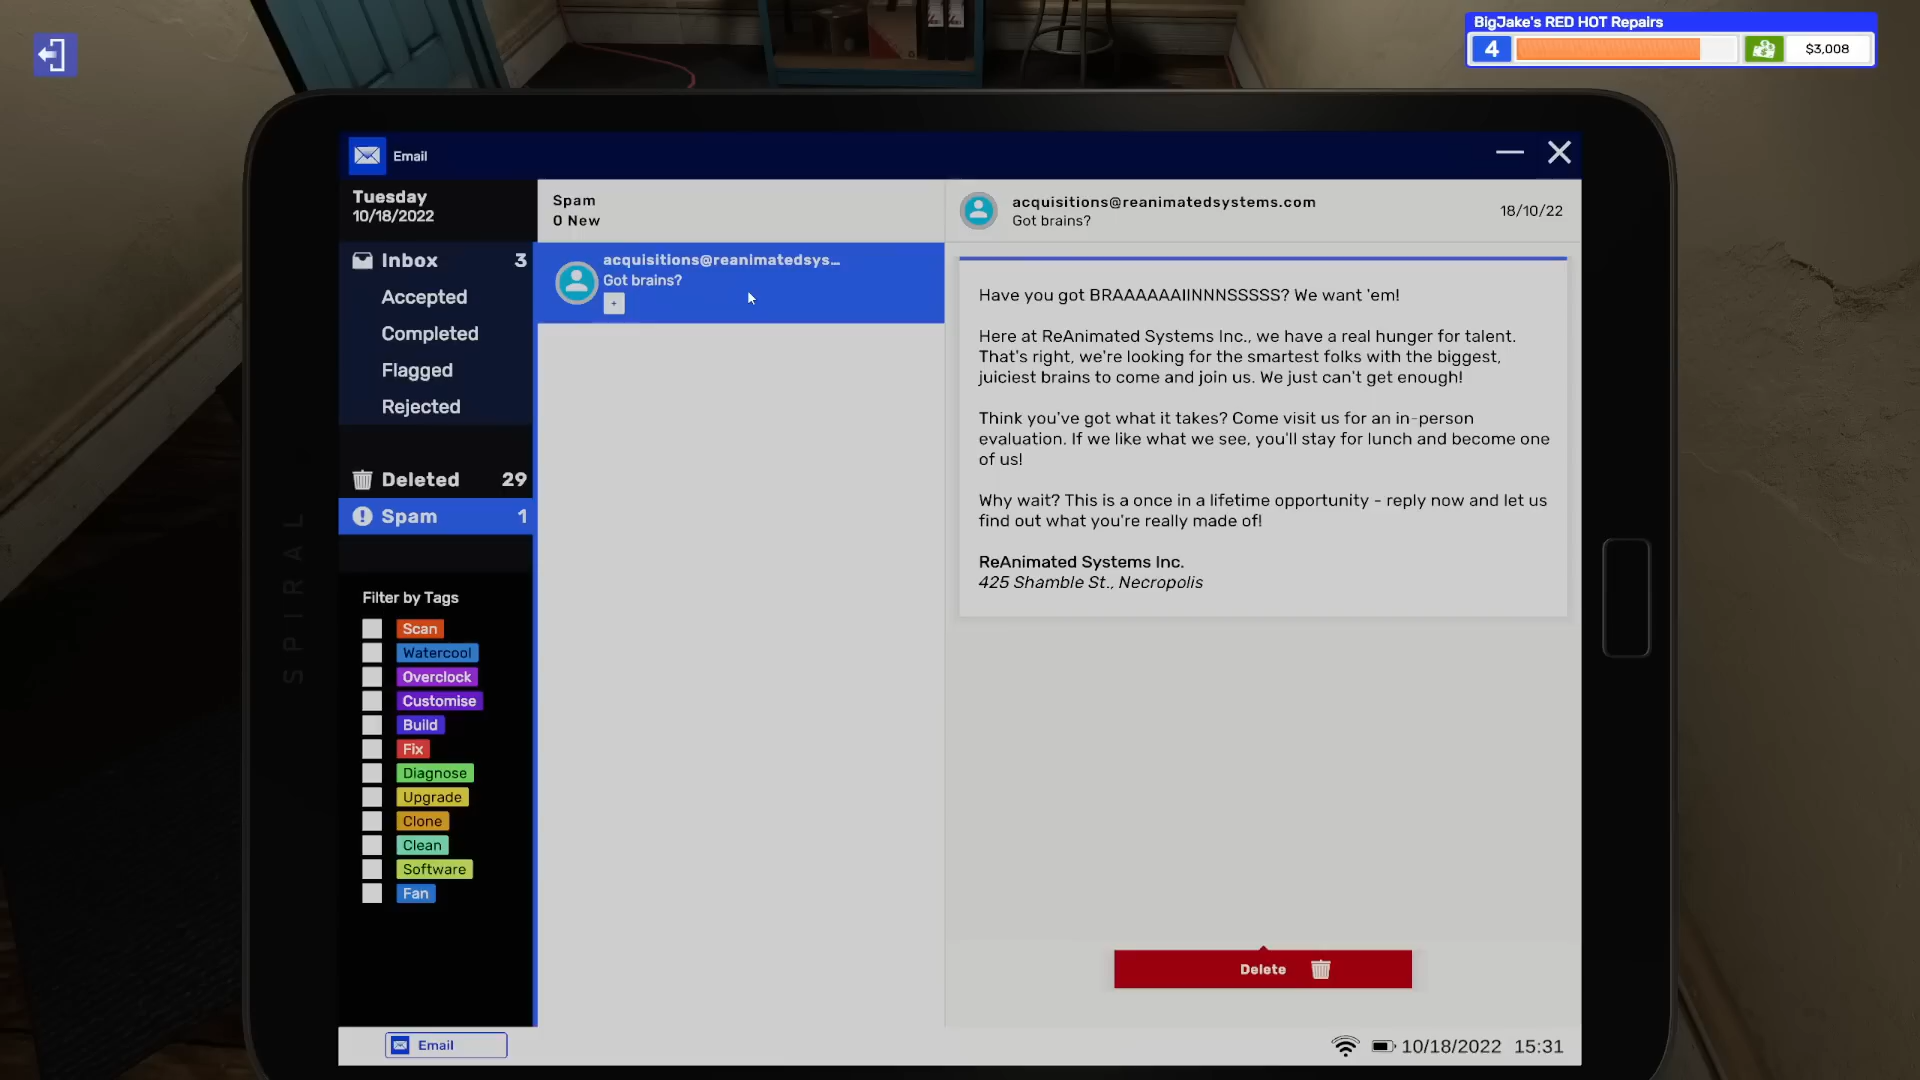 BigJake's RED HOT Repairs
4
$3,008
Email
Tuesday
10/18/2022
Inbox 3
Accepted
Completed
Flagged
Rejected
Deleted 29
Spam 1
Filter by Tags
Scan
Watercool
Overclock
Customise
Build
Fix
Diagnose
Upgrade
Clone
Clean
Software
Fan
Spam
0 New
acquisitions@reanimatedsys...
Got brains?
+
acquisitions@reanimatedsystems.com
Got brains?
18/10/22
Have you got BRAAAAAAIINNNSSSSS? We want 'em!
Here at ReAnimated Systems Inc., we have a real hunger for talent.
That's right, we're looking for the smartest folks with the biggest,
juiciest brains to come and join us. We just can't get enough!
Think you've got what it takes? Come visit us for an in-person
evaluation. If we like what we see, you'll stay for lunch and become one
of us!
Why wait? This is a once in a lifetime opportunity - reply now and let us
find out what you're really made of!
ReAnimated Systems Inc.
425 Shamble St., Necropolis
Delete
SPIRAL
Email
10/18/2022 15:31